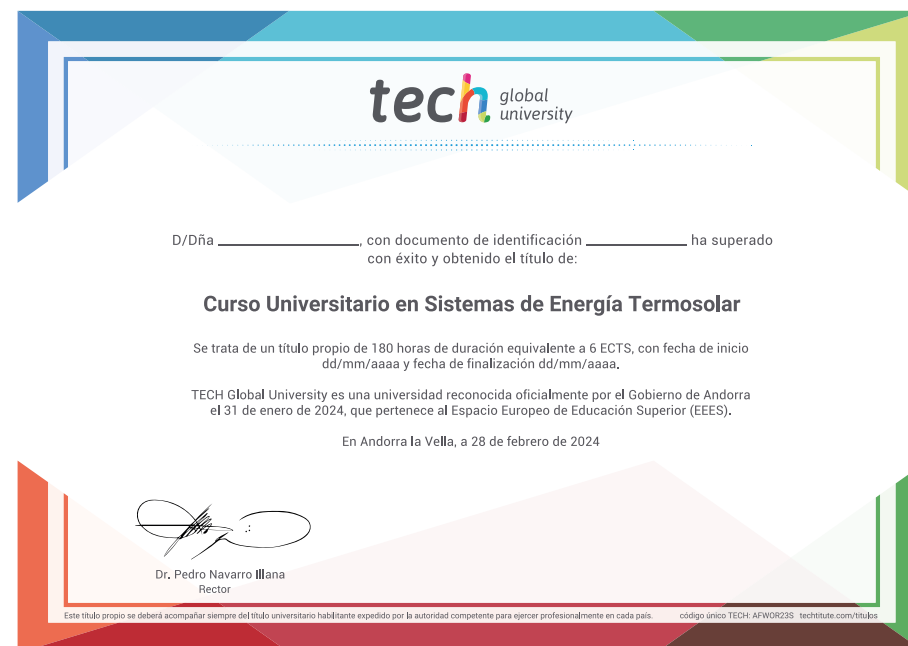 tech global university
D/Dña ____________, con documento de identificación ____________ ha superado
con éxito y obtenido el título de:
Curso Universitario en Sistemas de Energía Termosolar
Se trata de un título propio de 180 horas de duración equivalente a 6 ECTS, con fecha de inicio
dd/mm/aaaa y fecha de finalización dd/mm/aaaa.
TECH Global University es una universidad reconocida oficialmente por el Gobierno de Andorra
el 31 de enero de 2024, que pertenece al Espacio Europeo de Educación Superior (EEES).
En Andorra la Vella, a 28 de febrero de 2024
Dr. Pedro Navarro Illana
Rector
Este título propio se deberá acompañar siempre del título universitario habilitante expedido por la autoridad competente para ejercer profesionalmente en cada país. código único TECH: AFWOR23S techtitute.com/titulos